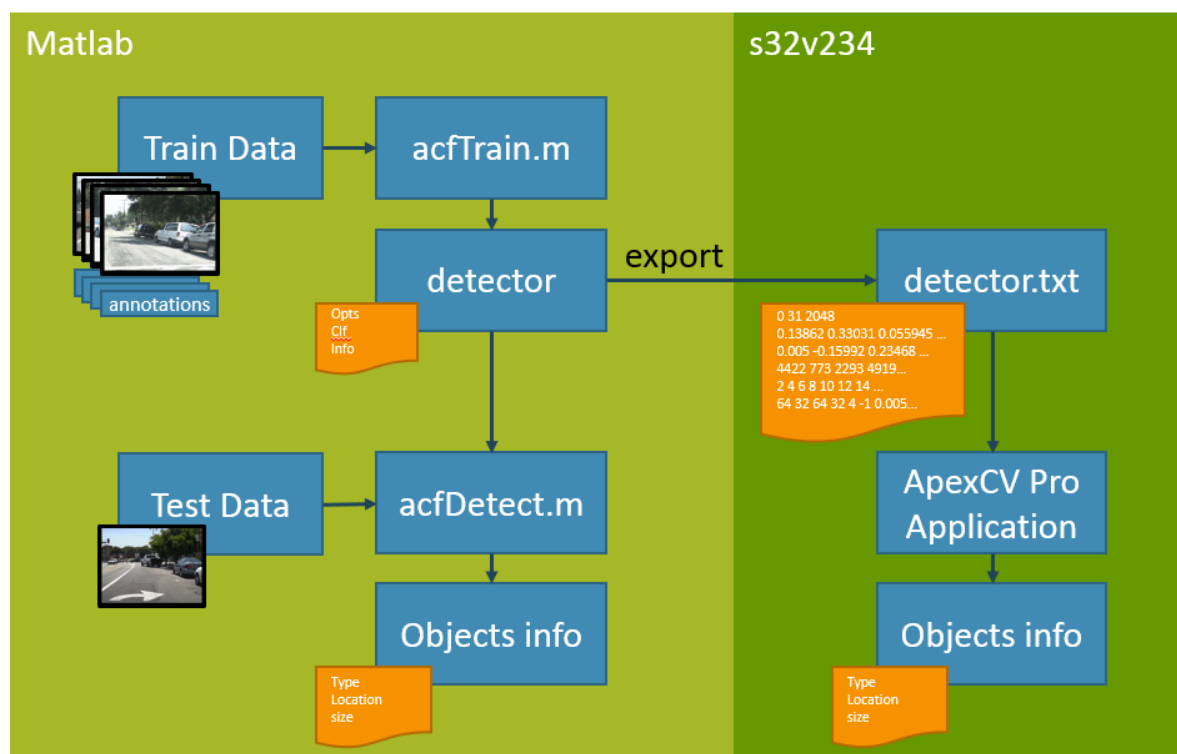 Matlab
s32v234
Train Data
acfTrain.m
annotations
detector
export
detector.txt
Opts
Clf
Info
0 31 2048
0.13862 0.33031 0.055945 ...
0.005 -0.15992 0.23468 ...
4422 773 2293 4919...
2 4 6 8 10 12 14 ...
64 32 64 32 4 -1 0.005...
Test Data
acfDetect.m
ApexCV Pro
Application
Objects info
Objects info
Type
Location
size
Type
Location
size